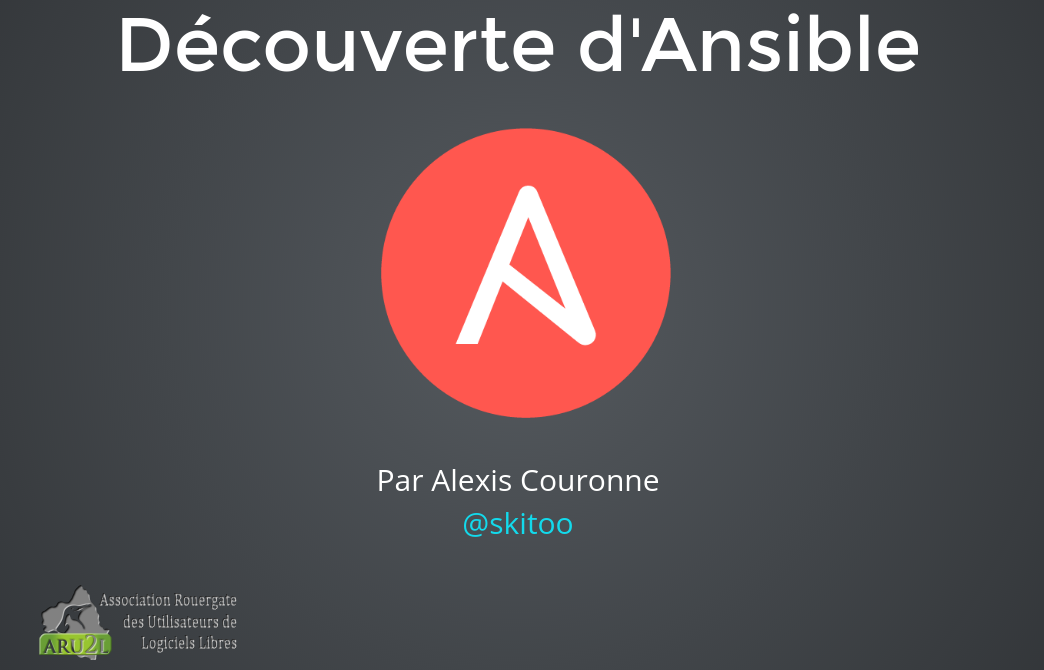 Découverte d'Ansible
A
Par Alexis Couronne
@skitoo
Association Rouergate
des Utilisateurs de
Logiciels Libres
ARU2L